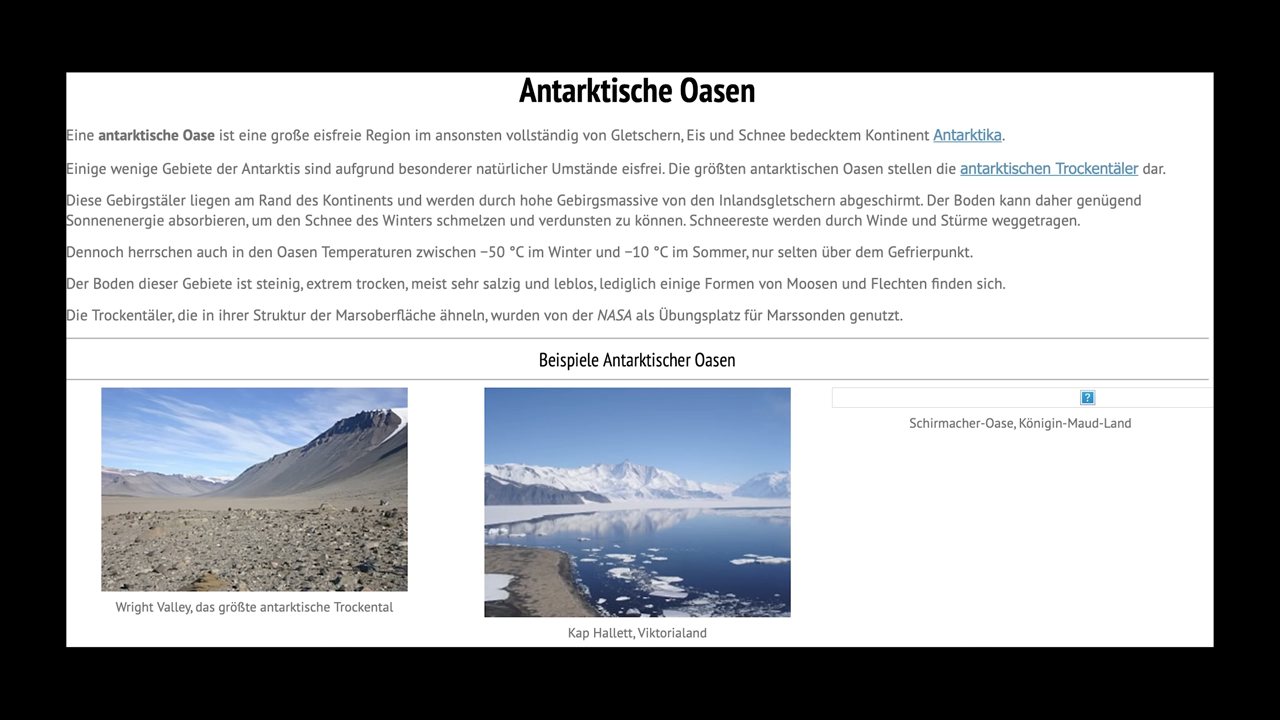 Antarktische Oasen
Eine antarktische Oase ist eine große eisfreie Region im ansonsten vollständig von Gletschern, Eis und Schnee bedecktem Kontinent Antarktika.
Einige wenige Gebiete der Antarktis sind aufgrund besonderer natürlicher Umstände eisfrei. Die größten antarktischen Oasen stellen die antarktischen Trockentäler dar.
Diese Gebirgstäler liegen am Rand des Kontinents und werden durch hohe Gebirgsmassive von den Inlandsgletschern abgeschirmt. Der Boden kann daher genügend
Sonnenenergie absorbieren, um den Schnee des Winters schmelzen und verdunsten zu können. Schneereste werden durch Winde und Stürme weggetragen.
Dennoch herrschen auch in den Oasen Temperaturen zwischen −50 °C im Winter und −10 °C im Sommer, nur selten über dem Gefrierpunkt.
Der Boden dieser Gebiete ist steinig, extrem trocken, meist sehr salzig und leblos, lediglich einige Formen von Moosen und Flechten finden sich.
Die Trockentäler, die in ihrer Struktur der Marsoberfläche ähneln, wurden von der NASA als Übungsplatz für Marssonden genutzt.
Beispiele Antarktischer Oasen
?
Schirmacher-Oase, Königin-Maud-Land
Wright Valley, das größte antarktische Trockental
Kap Hallett, Viktorialand